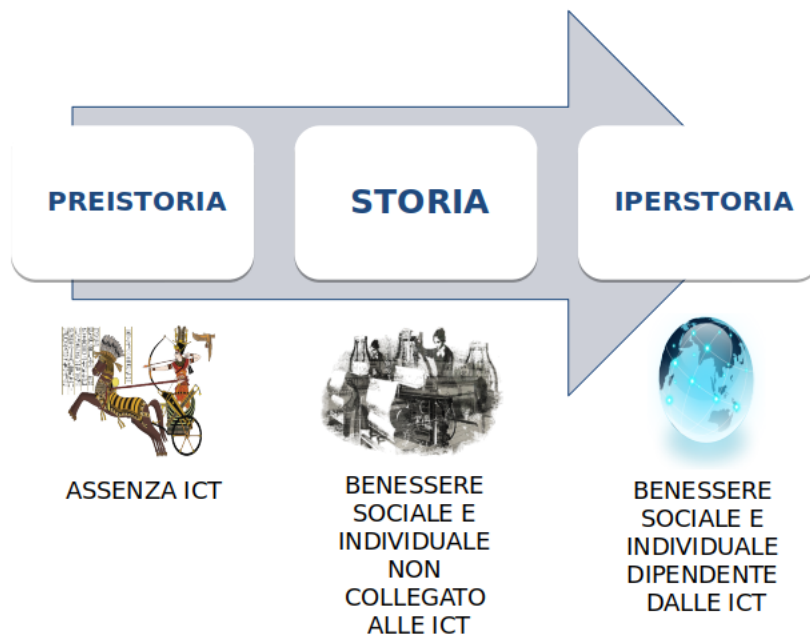 PREISTORIA
STORIA
IPERSTORIA
ASSENZA ICT
BENESSERE
SOCIALE E
INDIVIDUALE
NON
COLLEGATO
ALLE ICT
BENESSERE
SOCIALE E
INDIVIDUALE
DIPENDENTE
DALLE ICT